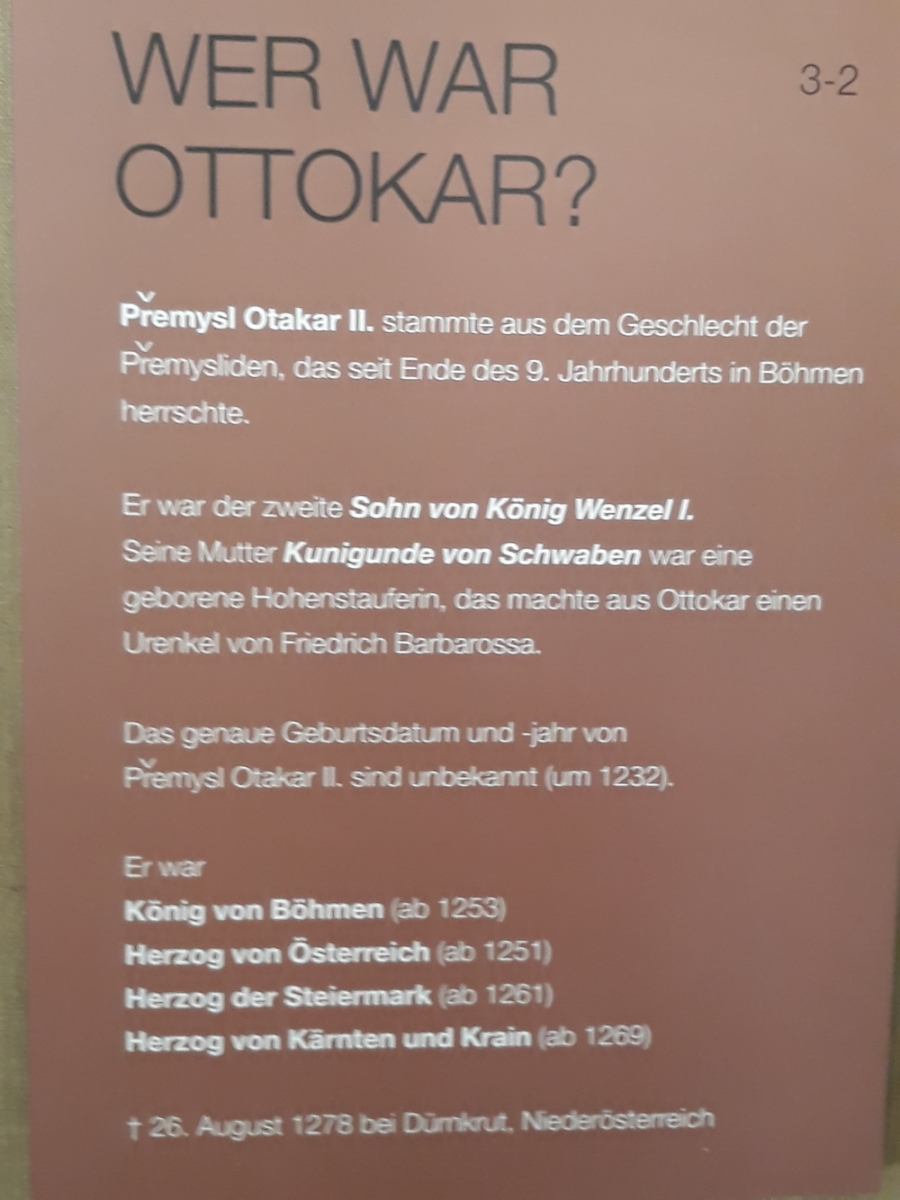 WER WAR
3-2
OTTOKAR?
Přemysl Otakar II. stammte aus dem Geschlecht der
Přemysliden, das seit Ende des 9. Jahrhunderts in Böhmen
herrschte.
Er war der zweite Sohn von König Wenzel I.
Seine Mutter Kunigunde von Schwaben war eine
geborene Hohenstauferin, das machte aus Ottokar einen
Urenkel von Friedrich Barbarossa.
Das genaue Geburtsdatum und -jahr von
Přemysl Otakar II. sind unbekannt (um 1232).
Er war
König von Böhmen (ab 1253)
Herzog von Österreich (ab 1251)
Herzog der Steiermark (ab 1261)
Herzog von Kärnten und Krain (ab 1269)
† 26. August 1278 bei Dürnkrut, Niederösterreich